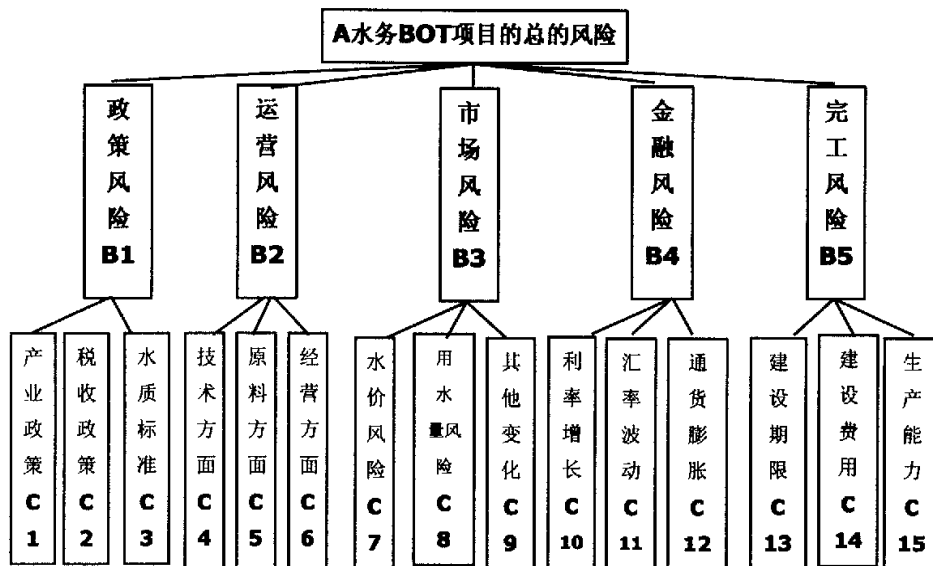 A水务BOT项目的总的风险
政策风险B1
运营风险B2
市场风险B3
金融风险B4
完工风险B5
产业政策C1
税收政策C2
水质标准C3
技术方面C4
原料方面C5
经营方面C6
水价风险C7
用水量风险C8
其他变化C9
利率增长C10
汇率波动C11
通货膨胀C12
建设期限C13
建设费用C14
生产能力C15